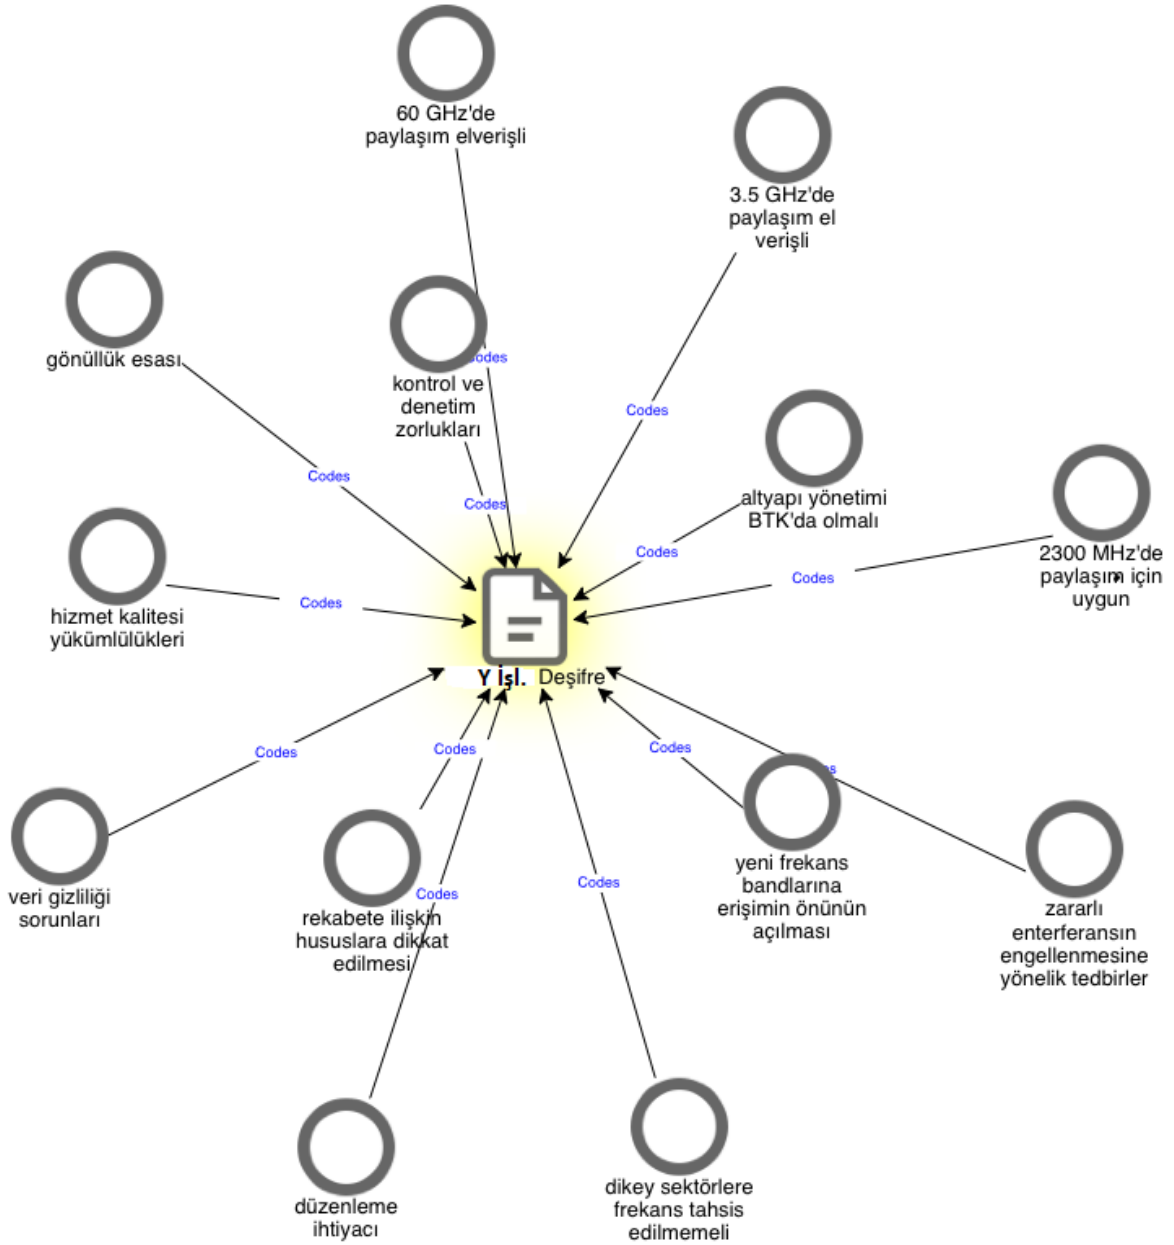 60 GHz'de
paylaşım elverişli
3.5 GHz'de
paylaşım el
verişli
gönüllük esası
Codes
kontrol ve
denetim
zorlukları
Codes
Codes
Codes
altyapı yönetimi
BTK'da olmalı
Codes
2300 MHz'de
paylaşım için
uygun
Codes
hizmet kalitesi
yükümlülükleri
Codes
Y İşl. Deşifre
Codes
Codes
Codes
veri gizliliği
sorunları
rekabete ilişkin
hususlara dikkat
edilmesi
Codes
Codes
yeni frekans
bandlarına
erişimin önünün
açılması
zararlı
enterferansın
engellenmesine
yönelik tedbirler
düzenleme
ihtiyacı
dikey sektörlere
frekans tahsis
edilmemeli